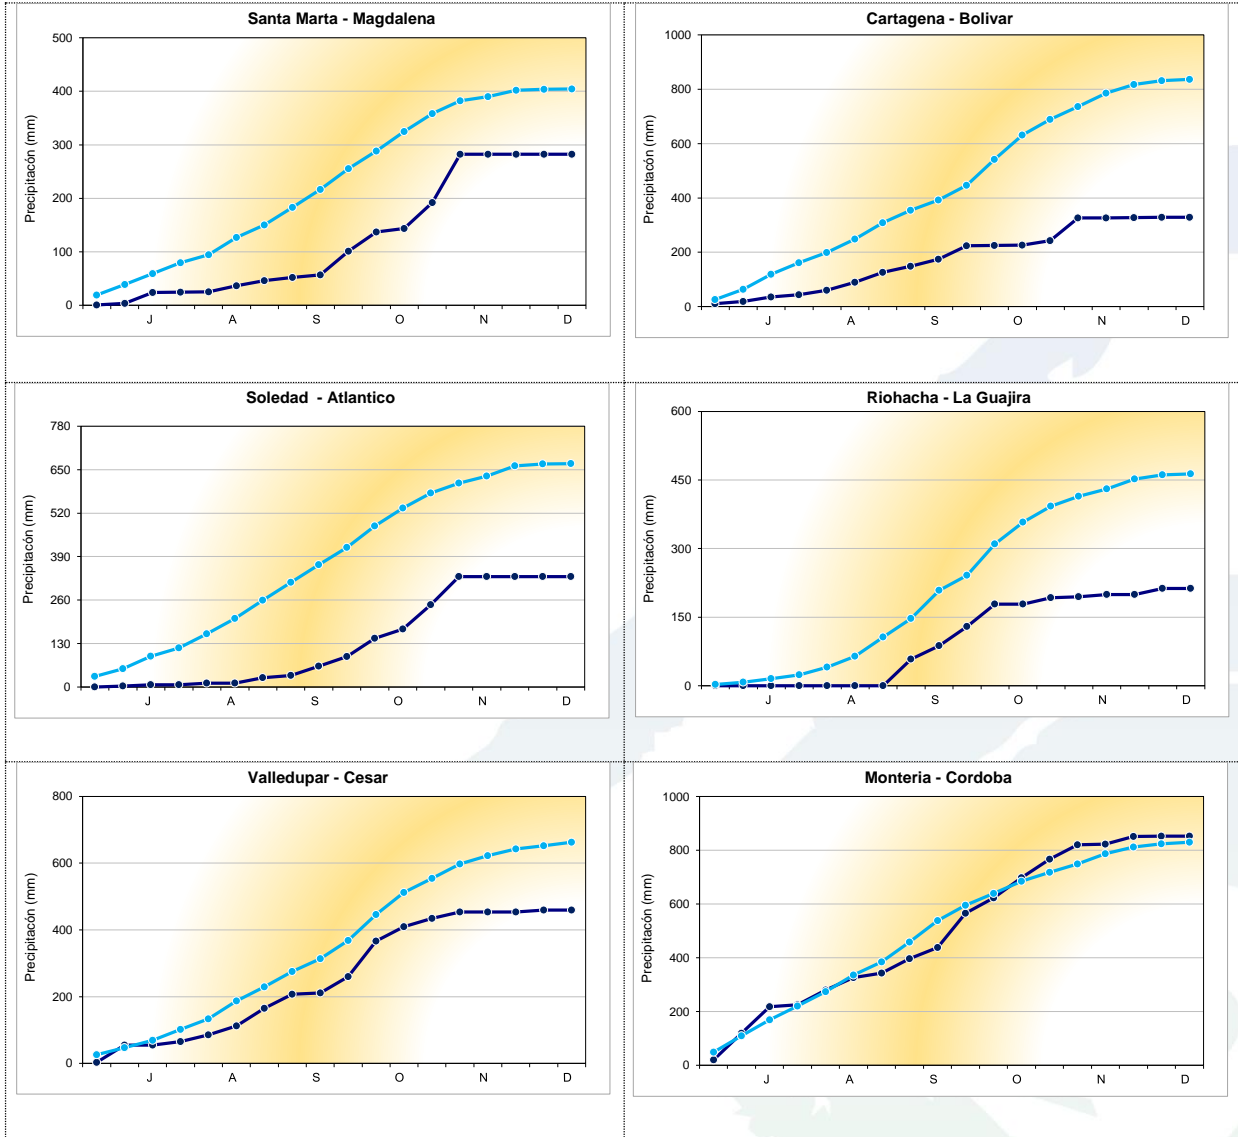 Santa Marta - Magdalena
Precipitacón (mm)
500
400
300
200
100
0
J A S O N D
Cartagena - Bolivar
Precipitacón (mm)
1000
800
600
400
200
0
J A S O N D
Soledad - Atlantico
Precipitacón (mm)
780
650
520
390
260
130
0
J A S O N D
Riohacha - La Guajira
Precipitacón (mm)
600
450
300
150
0
J A S O N D
Valledupar - Cesar
Precipitacón (mm)
800
600
400
200
0
J A S O N D
Monteria - Cordoba
Precipitacón (mm)
1000
800
600
400
200
0
J A S O N D